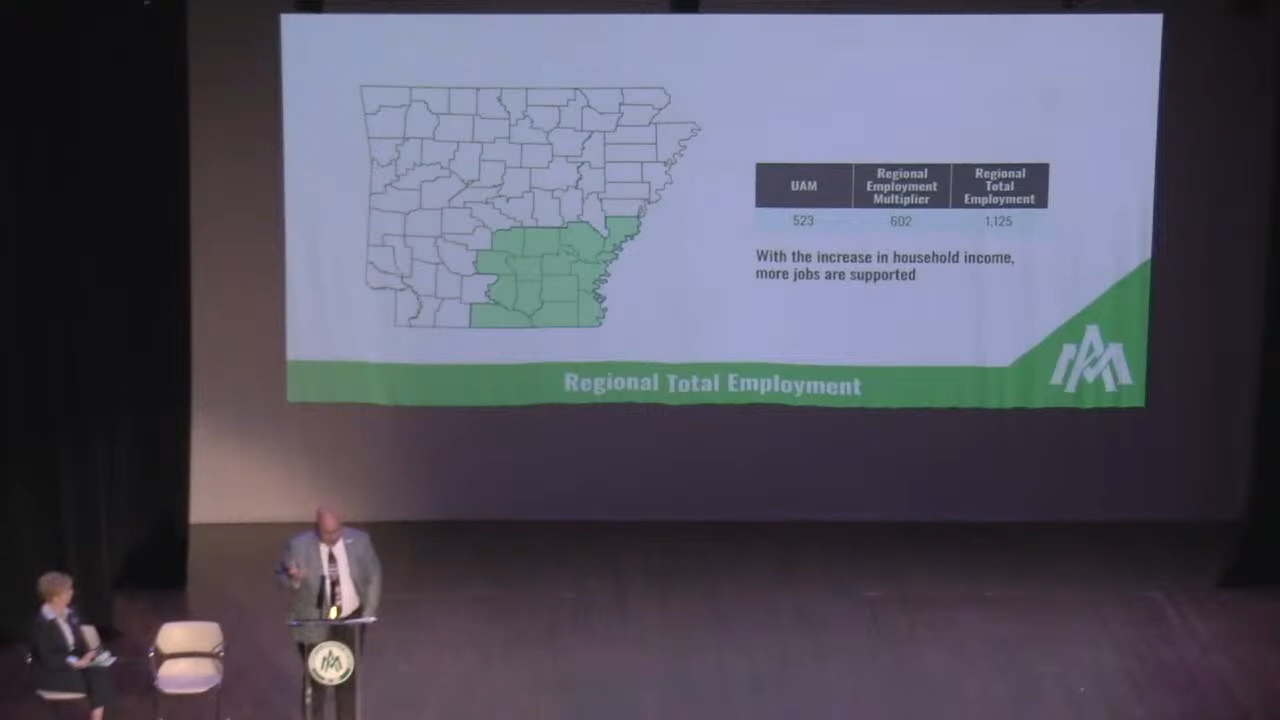 UAM
Regional
Employment
Multiplier
Regional
Total
Employment
523
602
1,125
With the increase in household income,
more jobs are supported
Regional Total Employment